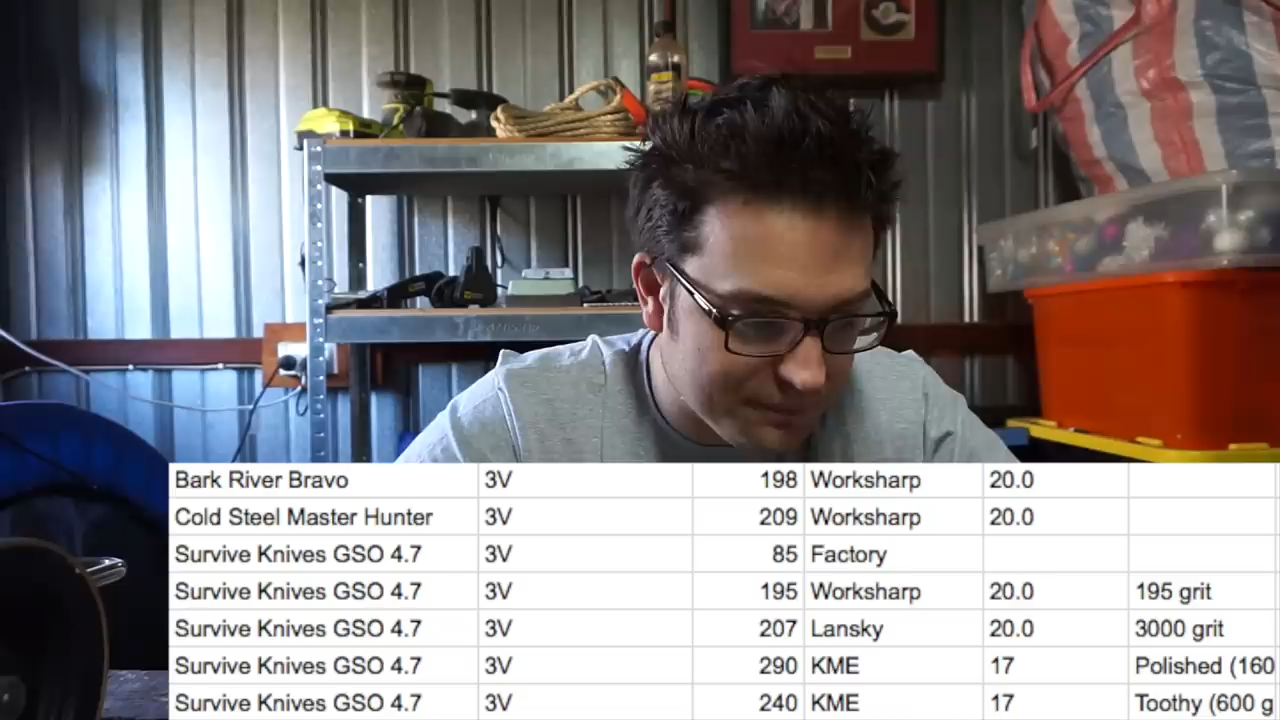 Bark River Bravo 3V 198 Worksharp 20.0
Cold Steel Master Hunter 3V 209 Worksharp 20.0
Survive Knives GSO 4.7 3V 85 Factory
Survive Knives GSO 4.7 3V 195 Worksharp 20.0 195 grit
Survive Knives GSO 4.7 3V 207 Lansky 20.0 3000 grit
Survive Knives GSO 4.7 3V 290 KME 17 Polished (160
Survive Knives GSO 4.7 3V 240 KME 17 Toothy (600 g